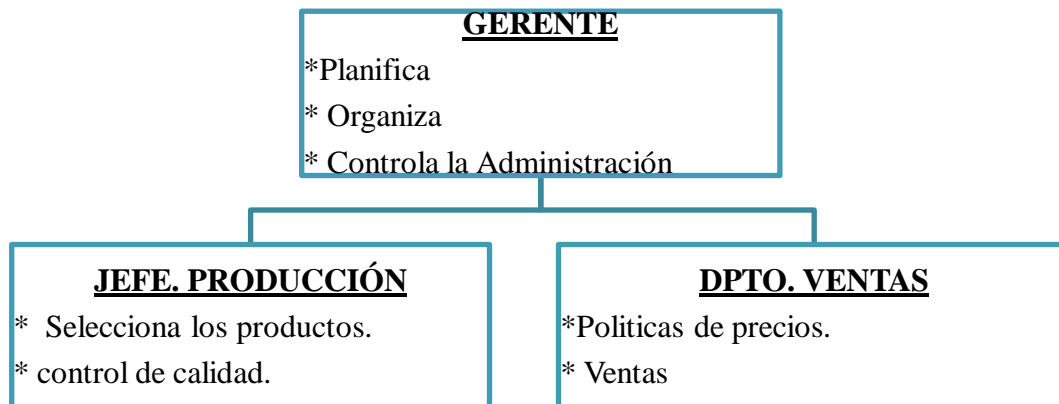 GERENTE
*Planifica
* Organiza
* Controla la Administración
JEFE. PRODUCCIÓN
* Selecciona los productos.
* control de calidad.
DPTO. VENTAS
*Politicas de precios.
* Ventas